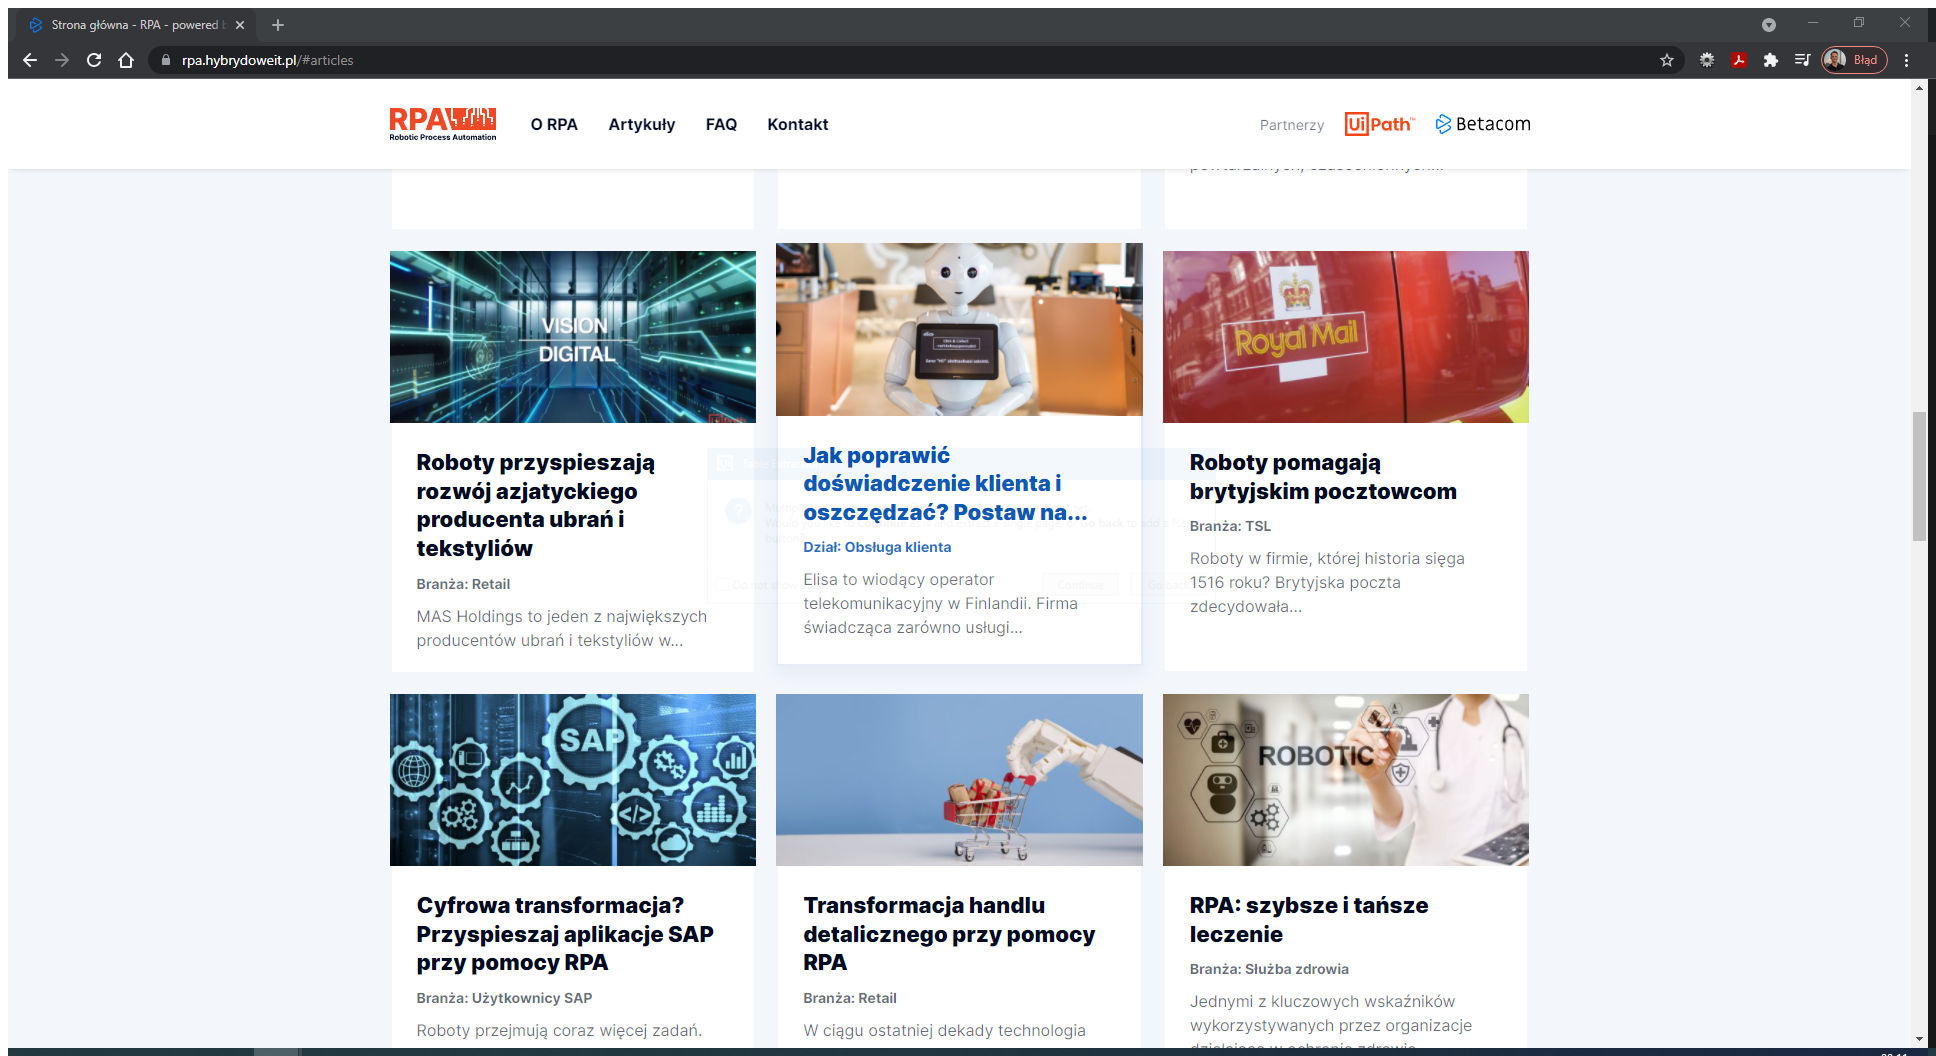 Strona główna - RPA - powered
rpa.hybrydoweit.pl/#articles
Błąd
RPA
Robotic Process Automation
O RPA
Artykuły
FAQ
Kontakt
Partnerzy
UiPath
Betacom
VISION
DIGITAL
Royal Mail
Roboty przyspieszają
rozwój azjatyckiego
producenta ubrań i
tekstyliów
Branża: Retail
MAS Holdings to jeden z największych
producentów ubrań i tekstyliów w...
Jak poprawić
doświadczenie klienta i
oszczędzać? Postaw na...
Dział: Obsługa klienta
Elisa to wiodący operator
telekomunikacyjny w Finlandii. Firma
świadcząca zarówno usługi...
Roboty pomagają
brytyjskim pocztowcom
Branża: TSL
Roboty w firmie, której historia sięga
1516 roku? Brytyjska poczta
zdecydowała...
SAP
ROBOTIC
Cyfrowa transformacja?
Przyspieszaj aplikacje SAP
przy pomocy RPA
Branża: Użytkownicy SAP
Roboty przejmują coraz więcej zadań.
Transformacja handlu
detalicznego przy pomocy
RPA
Branża: Retail
W ciągu ostatniej dekady technologia
RPA: szybsze i tańsze
leczenie
Branża: Służba zdrowia
Jednymi z kluczowych wskaźników
wykorzystywanych przez organizacje